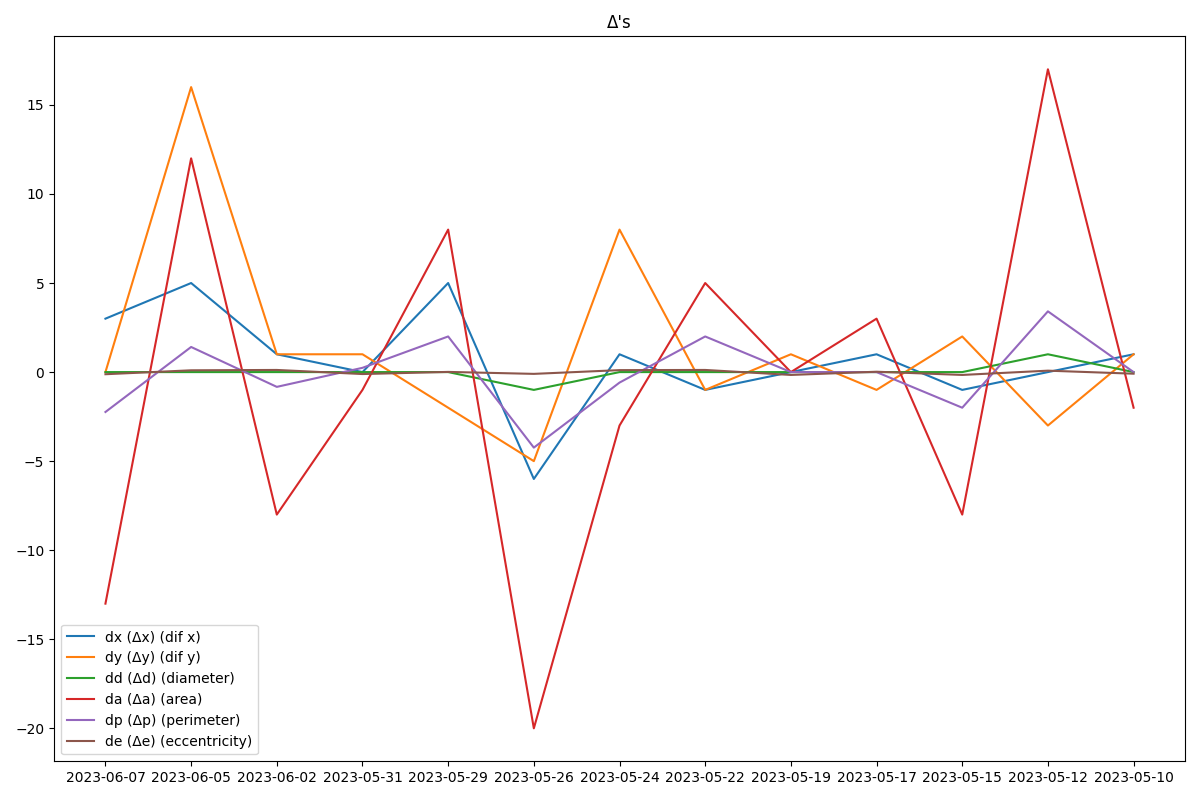 Δ's
15
10
5
0
−5
−10
−15
−20
dx (Δx) (dif x)
dy (Δy) (dif y)
dd (Δd) (diameter)
da (Δa) (area)
dp (Δp) (perimeter)
de (Δe) (eccentricity)
2023-06-07 2023-06-05 2023-06-02 2023-05-31 2023-05-29 2023-05-26 2023-05-24 2023-05-22 2023-05-19 2023-05-17 2023-05-15 2023-05-12 2023-05-10